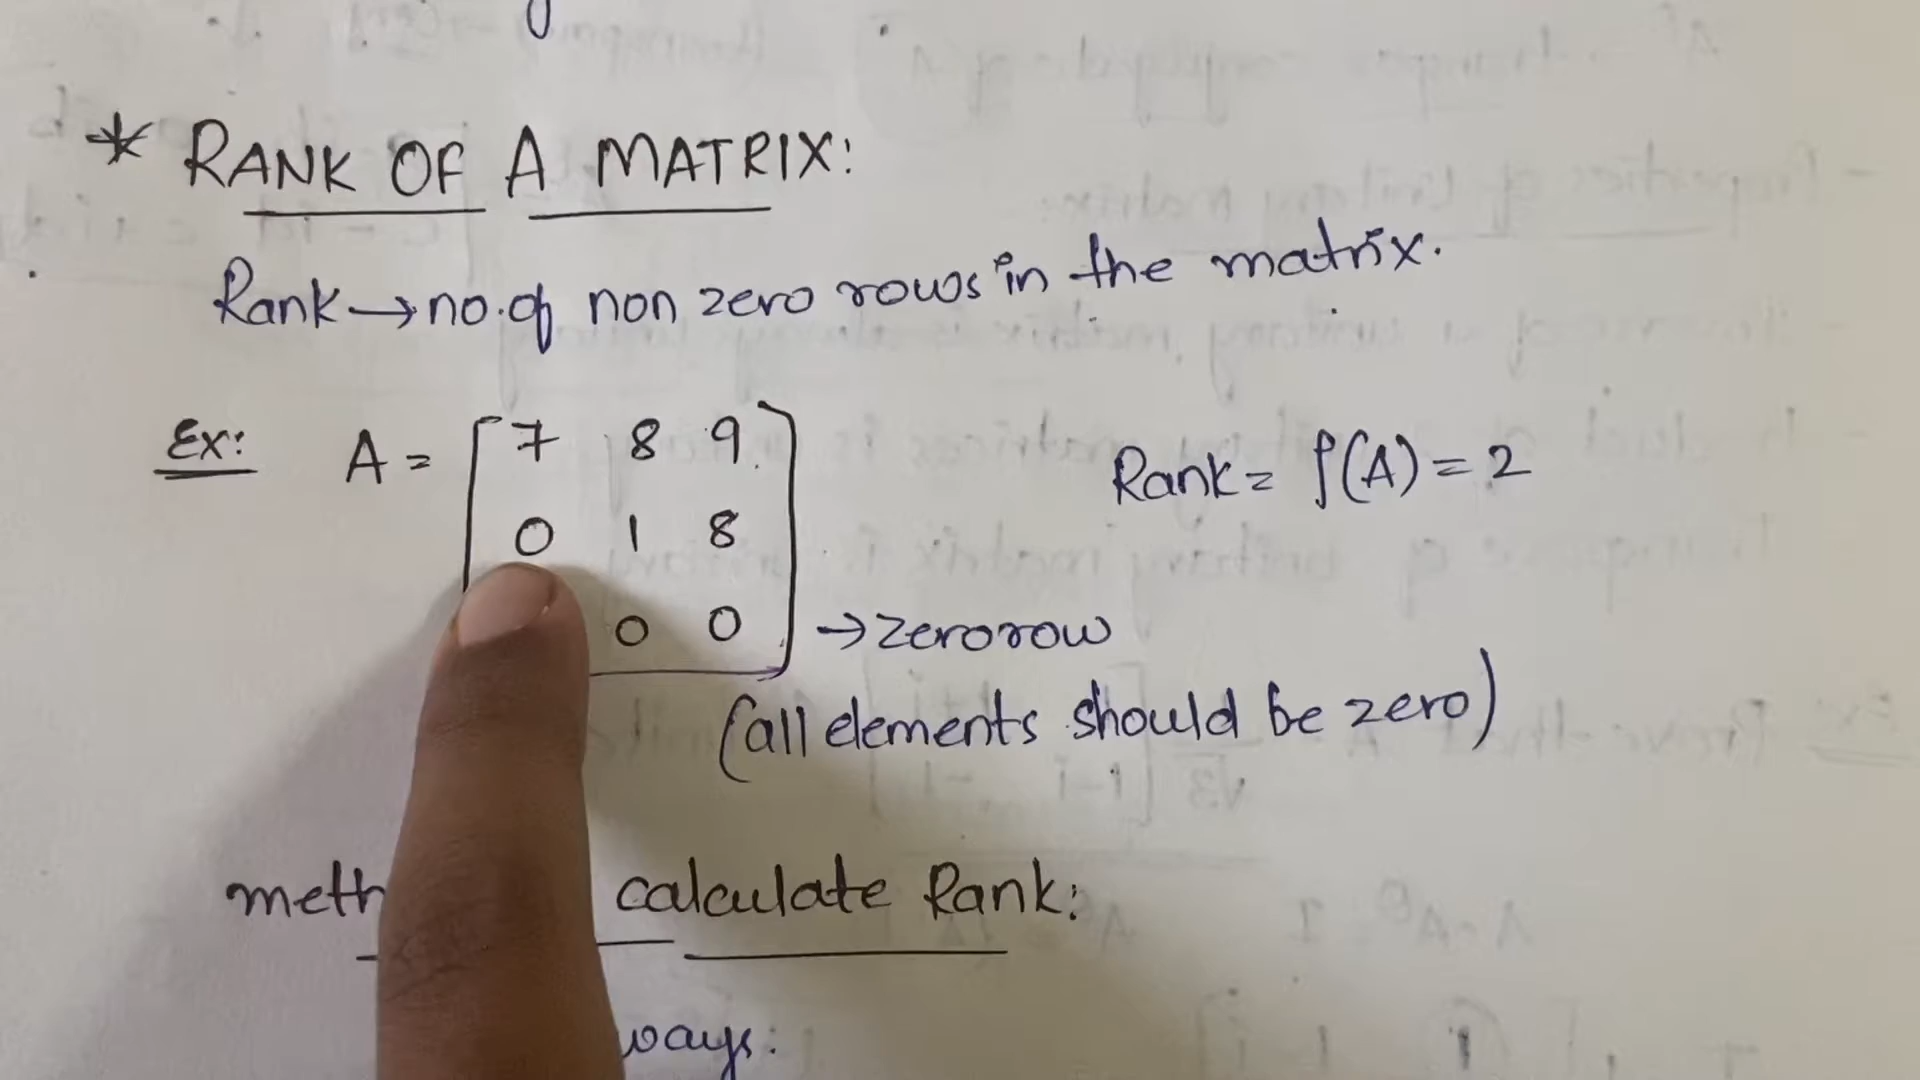 * RANK OF A MATRIX:
Rank → no. of non zero rows in the matrix.
Ex: A = [ 7 8 9
0 1 8
0 0 ] → zero row
Rank = ρ(A) = 2
(all elements should be zero)
calculate Rank:
ways: